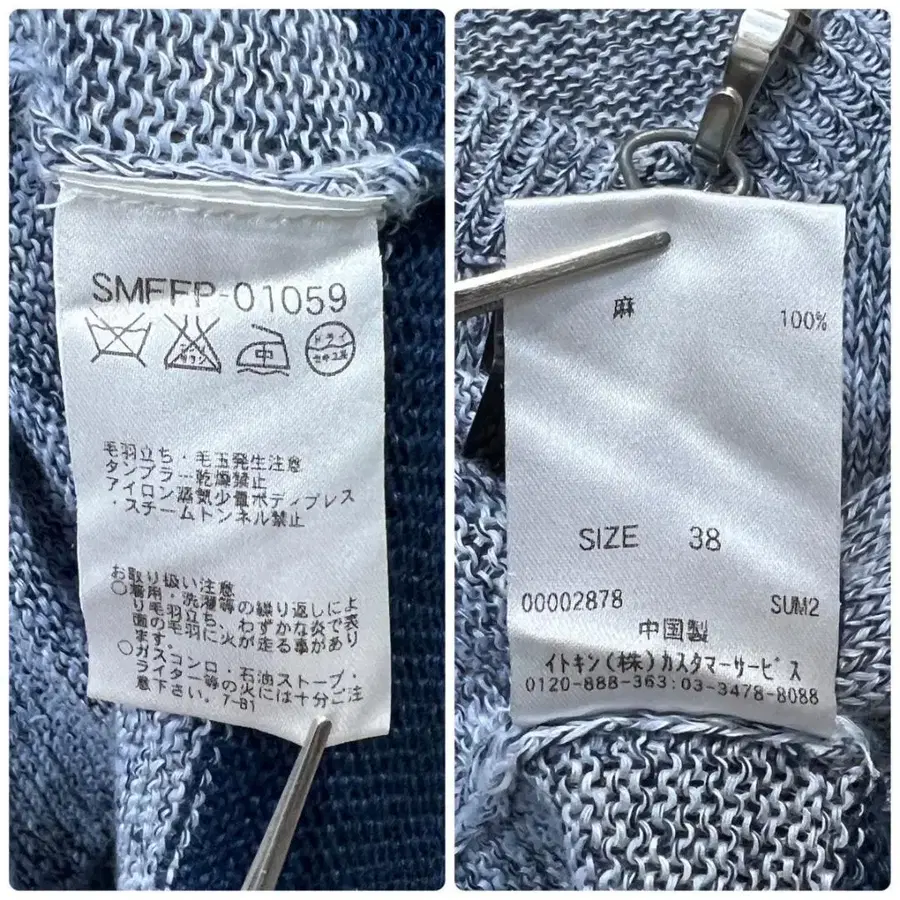 SMFFP-01059
エンソ サラシ
中
ドライ
セキユ系
毛羽立ち・毛玉発生注意
タンブラー乾燥禁止
アイロン蒸気少量ボディプレス
・スチームトンネル禁止
お取り扱い注意
○着用・洗濯等の繰り返しによ
り毛羽立ち、わずかな炎で表
面の毛羽に火が走る事があり
ます。
○ガスコンロ・石油ストーブ・
ライター等の火には十分ご注
意下さい。7-B1
麻 100%
SIZE 38
00002878 SUM2
中国製
イトキン(株)カスタマーサービス
0120-888-363:03-3478-8088